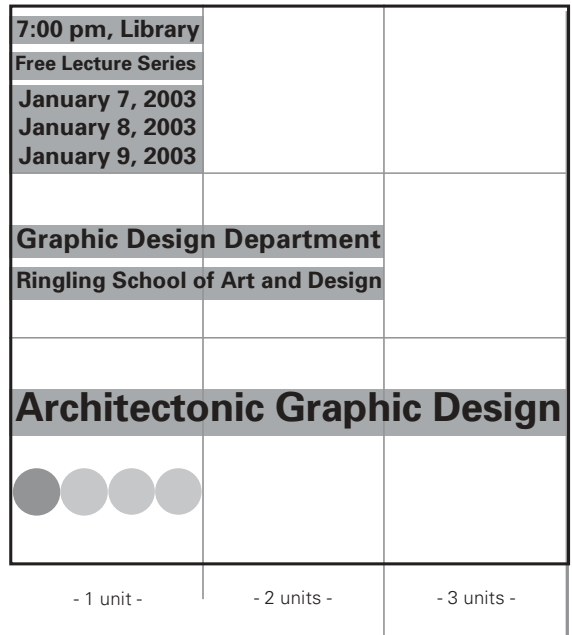 7:00 pm, Library
Free Lecture Series
January 7, 2003
January 8, 2003
January 9, 2003
Graphic Design Department
Ringling School of Art and Design
Architectonic Graphic Design
- 1 unit -
- 2 units -
- 3 units -